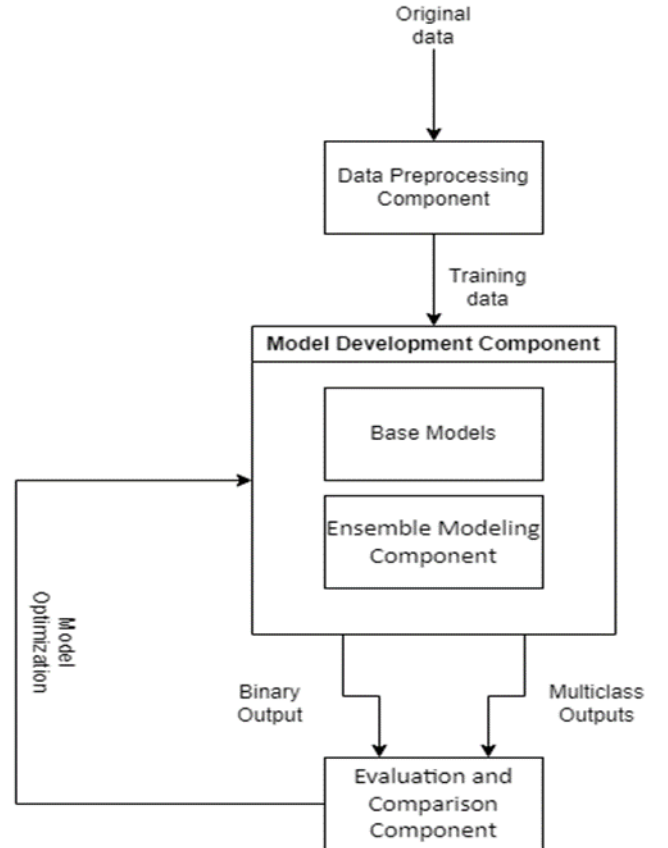 Original
data
Data Preprocessing
Component
Training
data
Model Development Component
Base Models
Ensemble Modeling
Component
Model
Optimization
Binary
Output
Multiclass
Outputs
Evaluation and
Comparison
Component